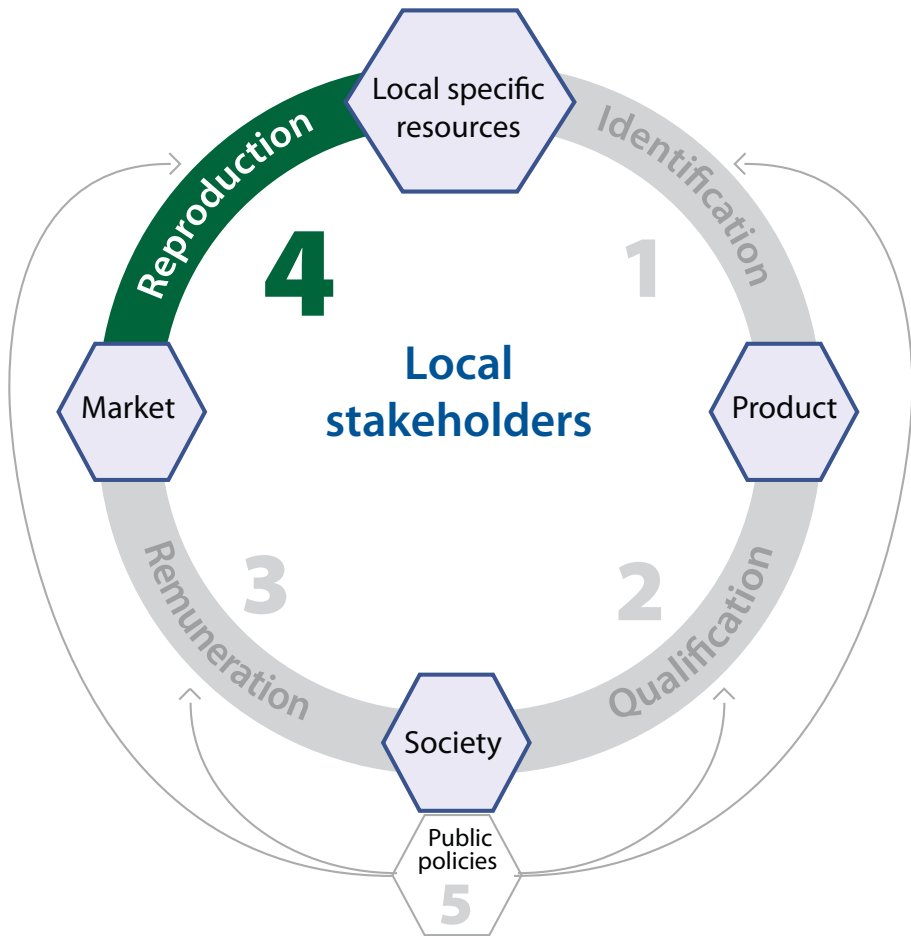 Local specific
resources
Reproduction
Identification
4
1
Local
stakeholders
Market
Product
3
2
Remuneration
Qualification
Society
Public
policies
5